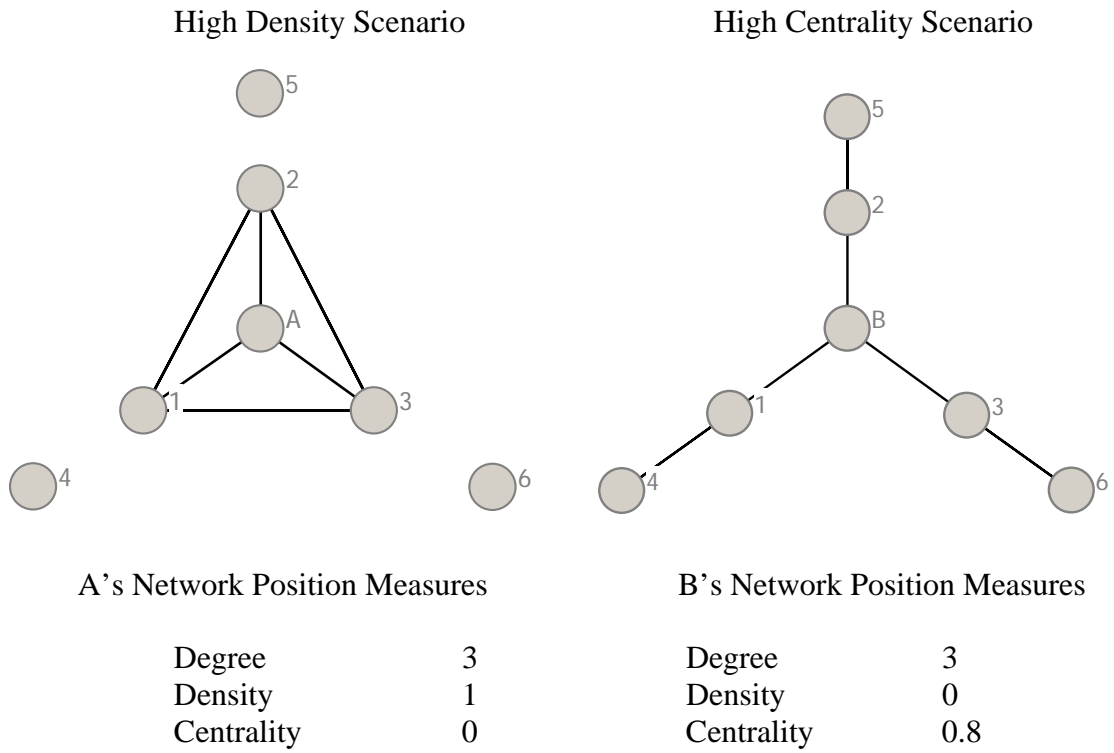 High Density Scenario
5
2
A
1
3
4
6
A’s Network Position Measures
Degree 3
Density 1
Centrality 0
High Centrality Scenario
5
2
B
1
3
4
6
B’s Network Position Measures
Degree 3
Density 0
Centrality 0.8